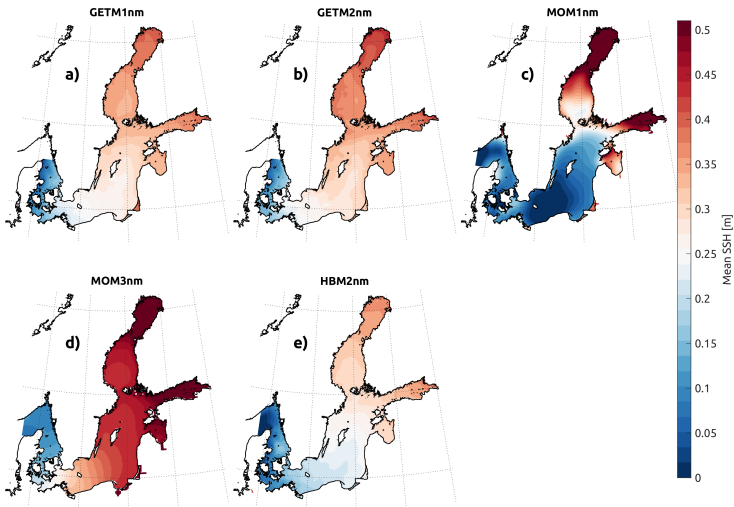 GETM1nm
GETM2nm
MOM1nm
a)
b)
c)
MOM3nm
HBM2nm
d)
e)
0.5
0.45
0.4
0.35
0.3
0.25
0.2
0.15
0.1
0.05
0
Mean SSH [m]